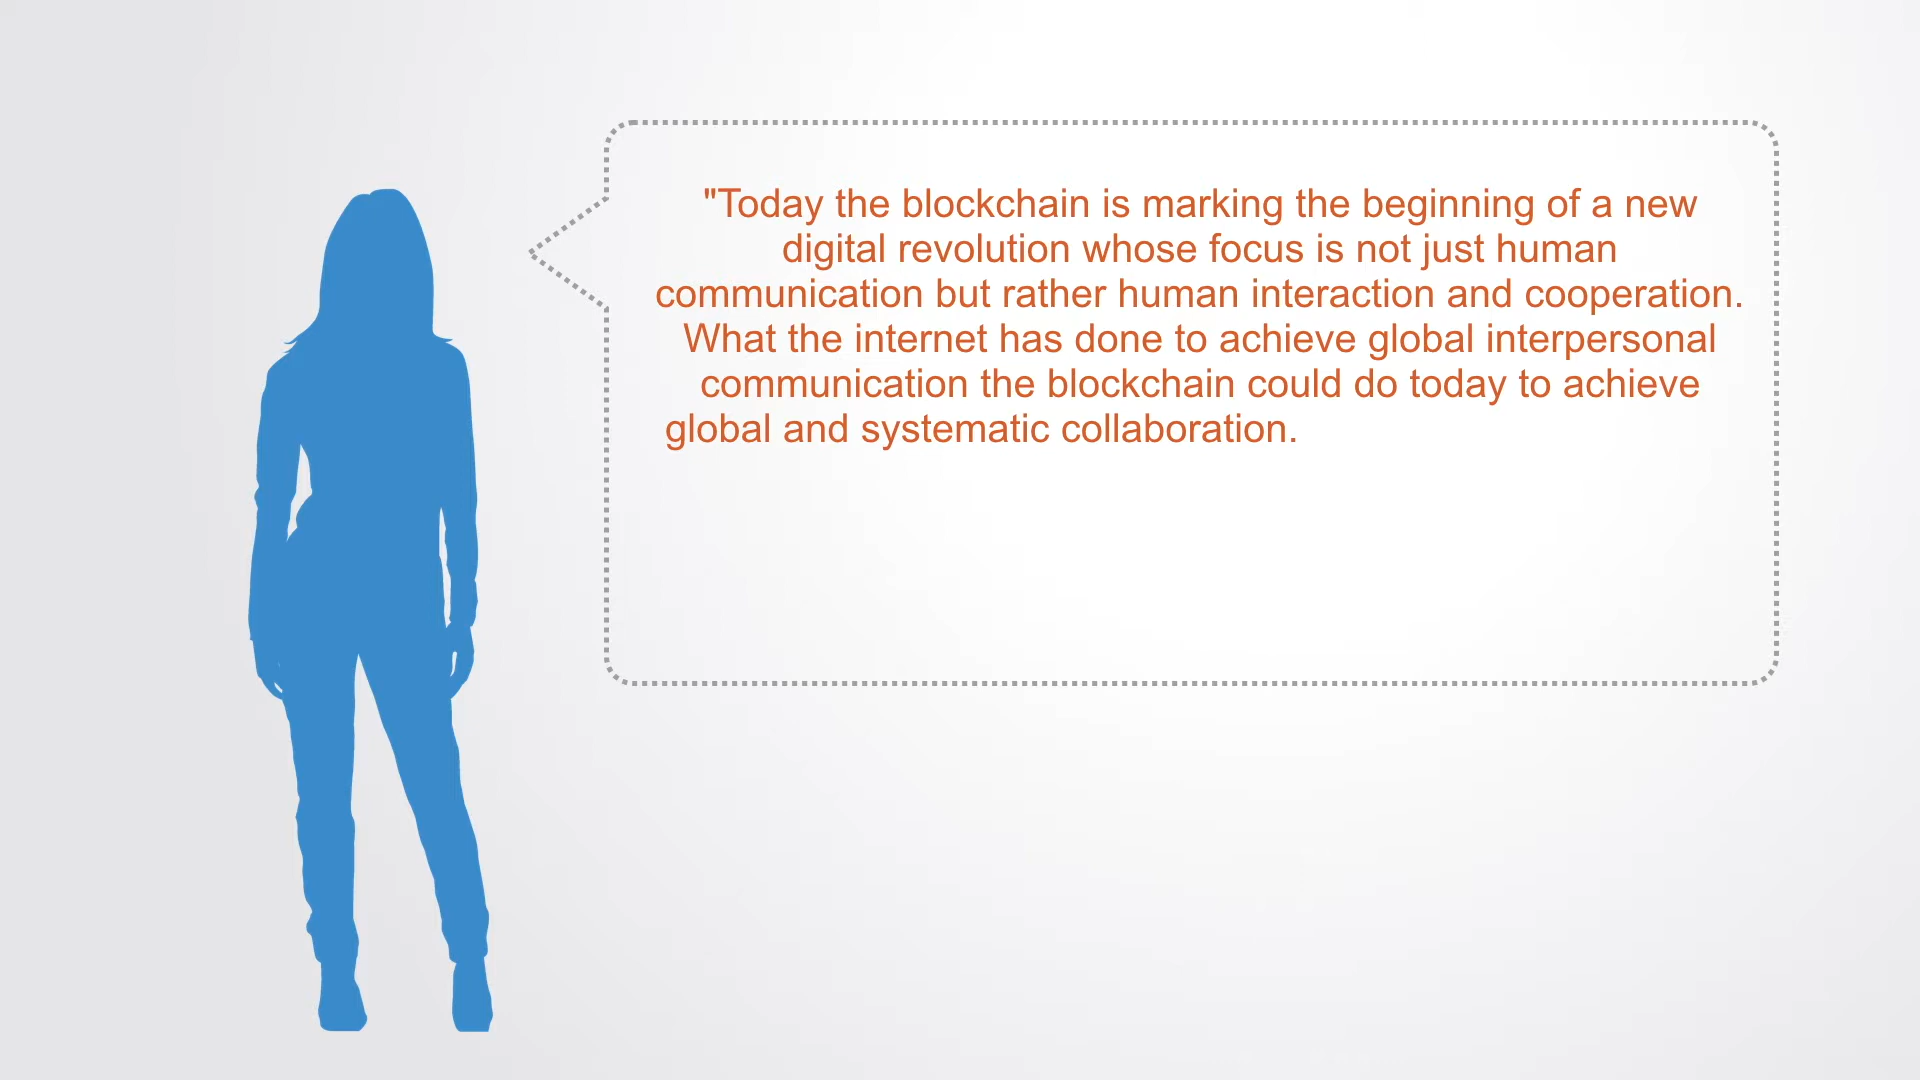 "Today the blockchain is marking the beginning of a new
digital revolution whose focus is not just human
communication but rather human interaction and cooperation.
What the internet has done to achieve global interpersonal
communication the blockchain could do today to achieve
global and systematic collaboration.